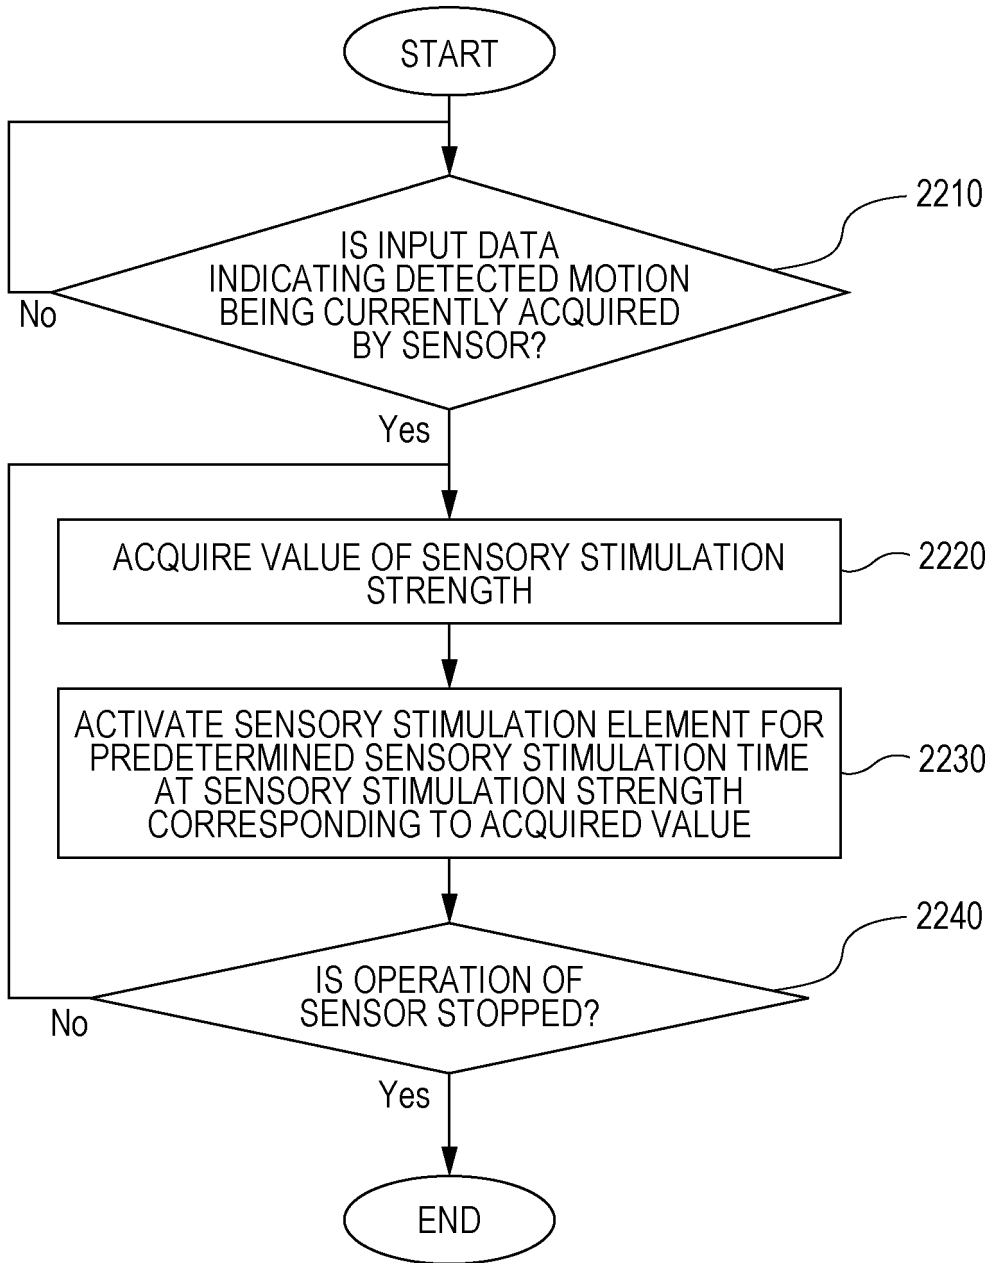 START
2210
IS INPUT DATA
INDICATING DETECTED MOTION
BEING CURRENTLY ACQUIRED
BY SENSOR?
No
Yes
ACQUIRE VALUE OF SENSORY STIMULATION
STRENGTH
2220
ACTIVATE SENSORY STIMULATION ELEMENT FOR
PREDETERMINED SENSORY STIMULATION TIME
AT SENSORY STIMULATION STRENGTH
CORRESPONDING TO ACQUIRED VALUE
2230
2240
IS OPERATION OF
SENSOR STOPPED?
No
Yes
END